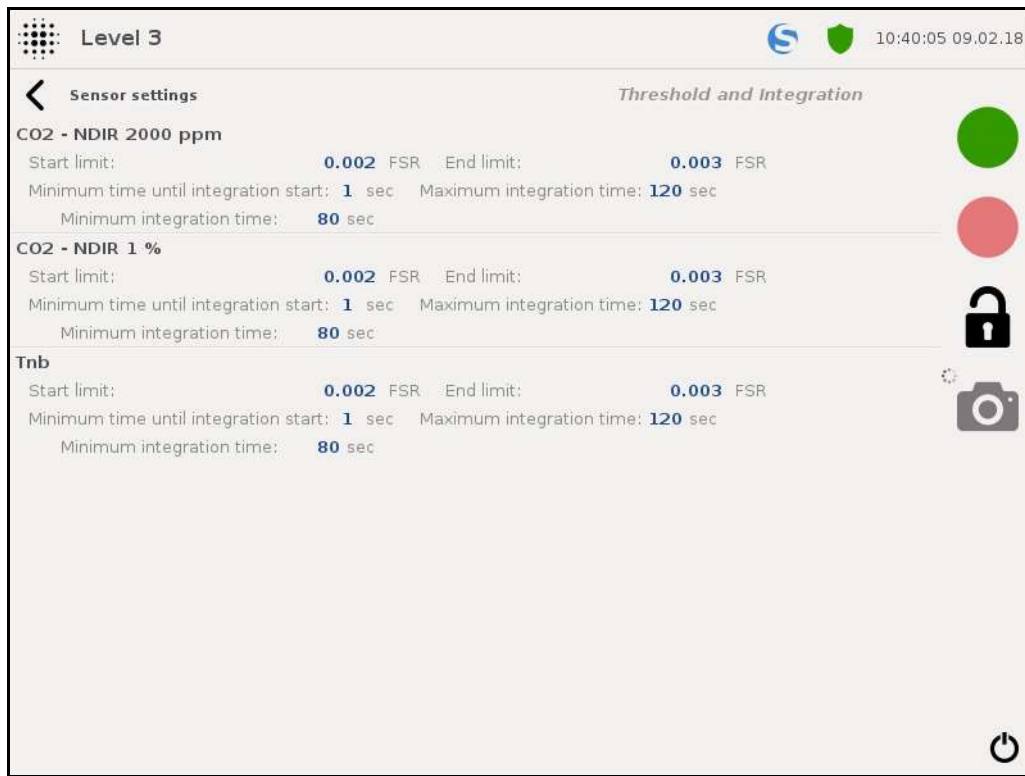 Level 3
10:40:05 09.02.18
Sensor settings
Threshold and Integration
CO2 - NDIR 2000 ppm
Start limit: 0.002 FSR End limit: 0.003 FSR
Minimum time until integration start: 1 sec Maximum integration time: 120 sec
Minimum integration time: 80 sec
CO2 - NDIR 1 %
Start limit: 0.002 FSR End limit: 0.003 FSR
Minimum time until integration start: 1 sec Maximum integration time: 120 sec
Minimum integration time: 80 sec
Tnb
Start limit: 0.002 FSR End limit: 0.003 FSR
Minimum time until integration start: 1 sec Maximum integration time: 120 sec
Minimum integration time: 80 sec